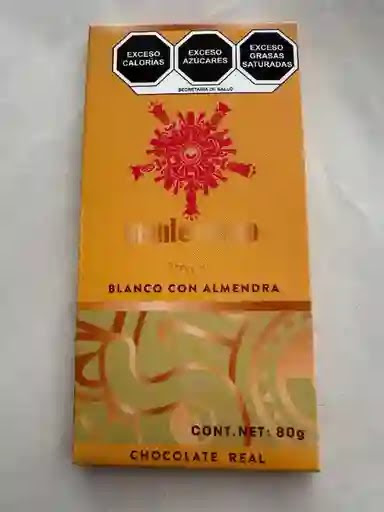 EXCESO
CALORÍAS
EXCESO
AZÚCARES
EXCESO
GRASAS
SATURADAS
SECRETARÍA DE SALUD
BLANCO CON ALMENDRA
CONT.NET: 80g
CHOCOLATE REAL